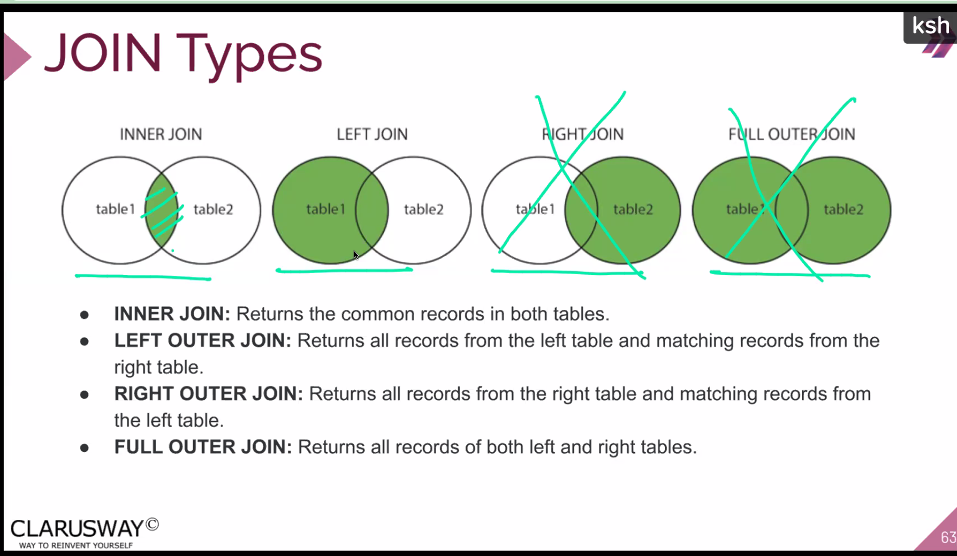 ksh
JOIN Types
INNER JOIN
LEFT JOIN
RIGHT JOIN
FULL OUTER JOIN
table1
table2
table1
table2
table1
table2
table1
table2
● INNER JOIN: Returns the common records in both tables.
● LEFT OUTER JOIN: Returns all records from the left table and matching records from the
right table.
● RIGHT OUTER JOIN: Returns all records from the right table and matching records from
the left table.
● FULL OUTER JOIN: Returns all records of both left and right tables.
CLARUSWAY©
WAY TO REINVENT YOURSELF
63